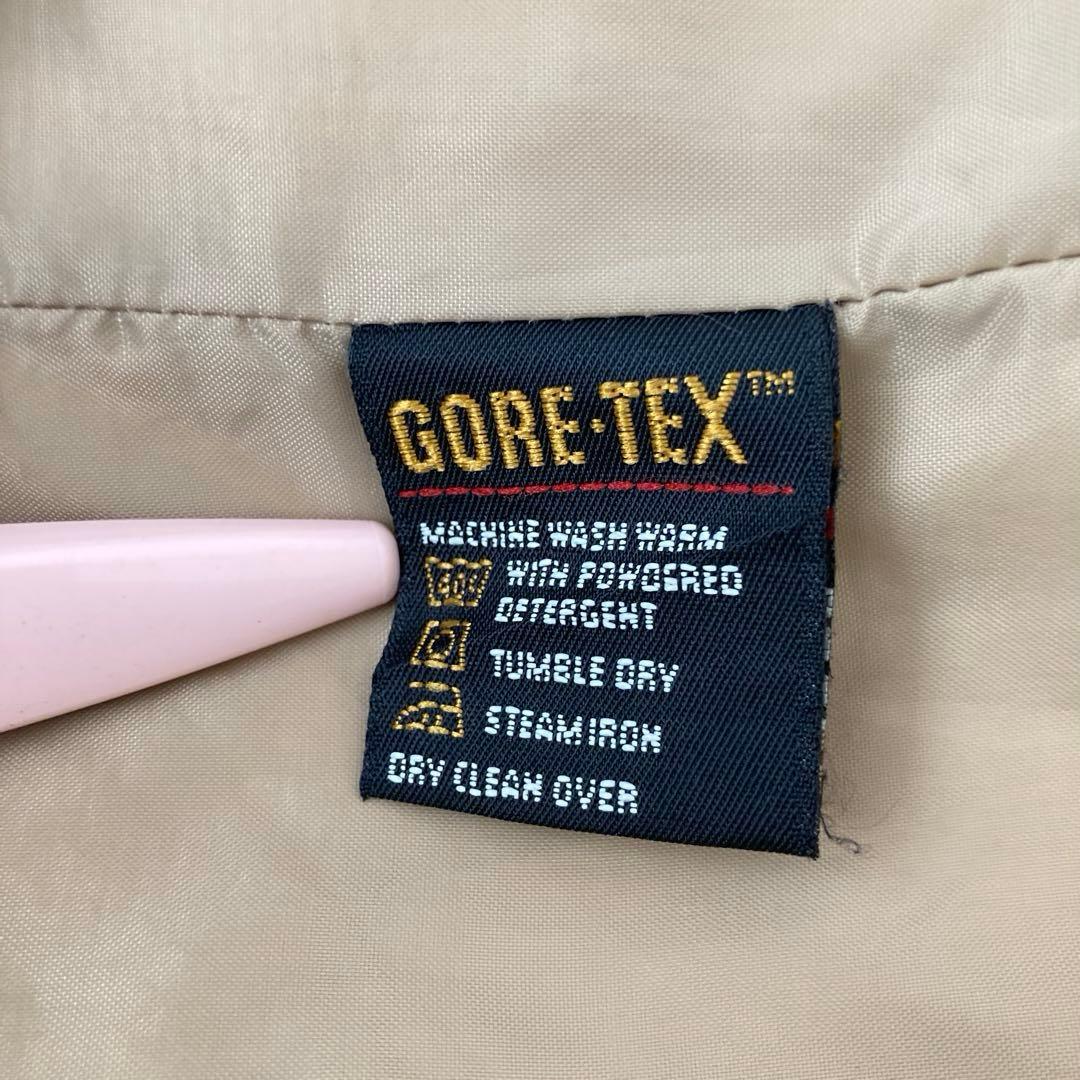 GORE-TEX™
MACHINE WASH WARM
WITH POWDERED
DETERGENT
TUMBLE DRY
STEAM IRON
DRY CLEAN OVER